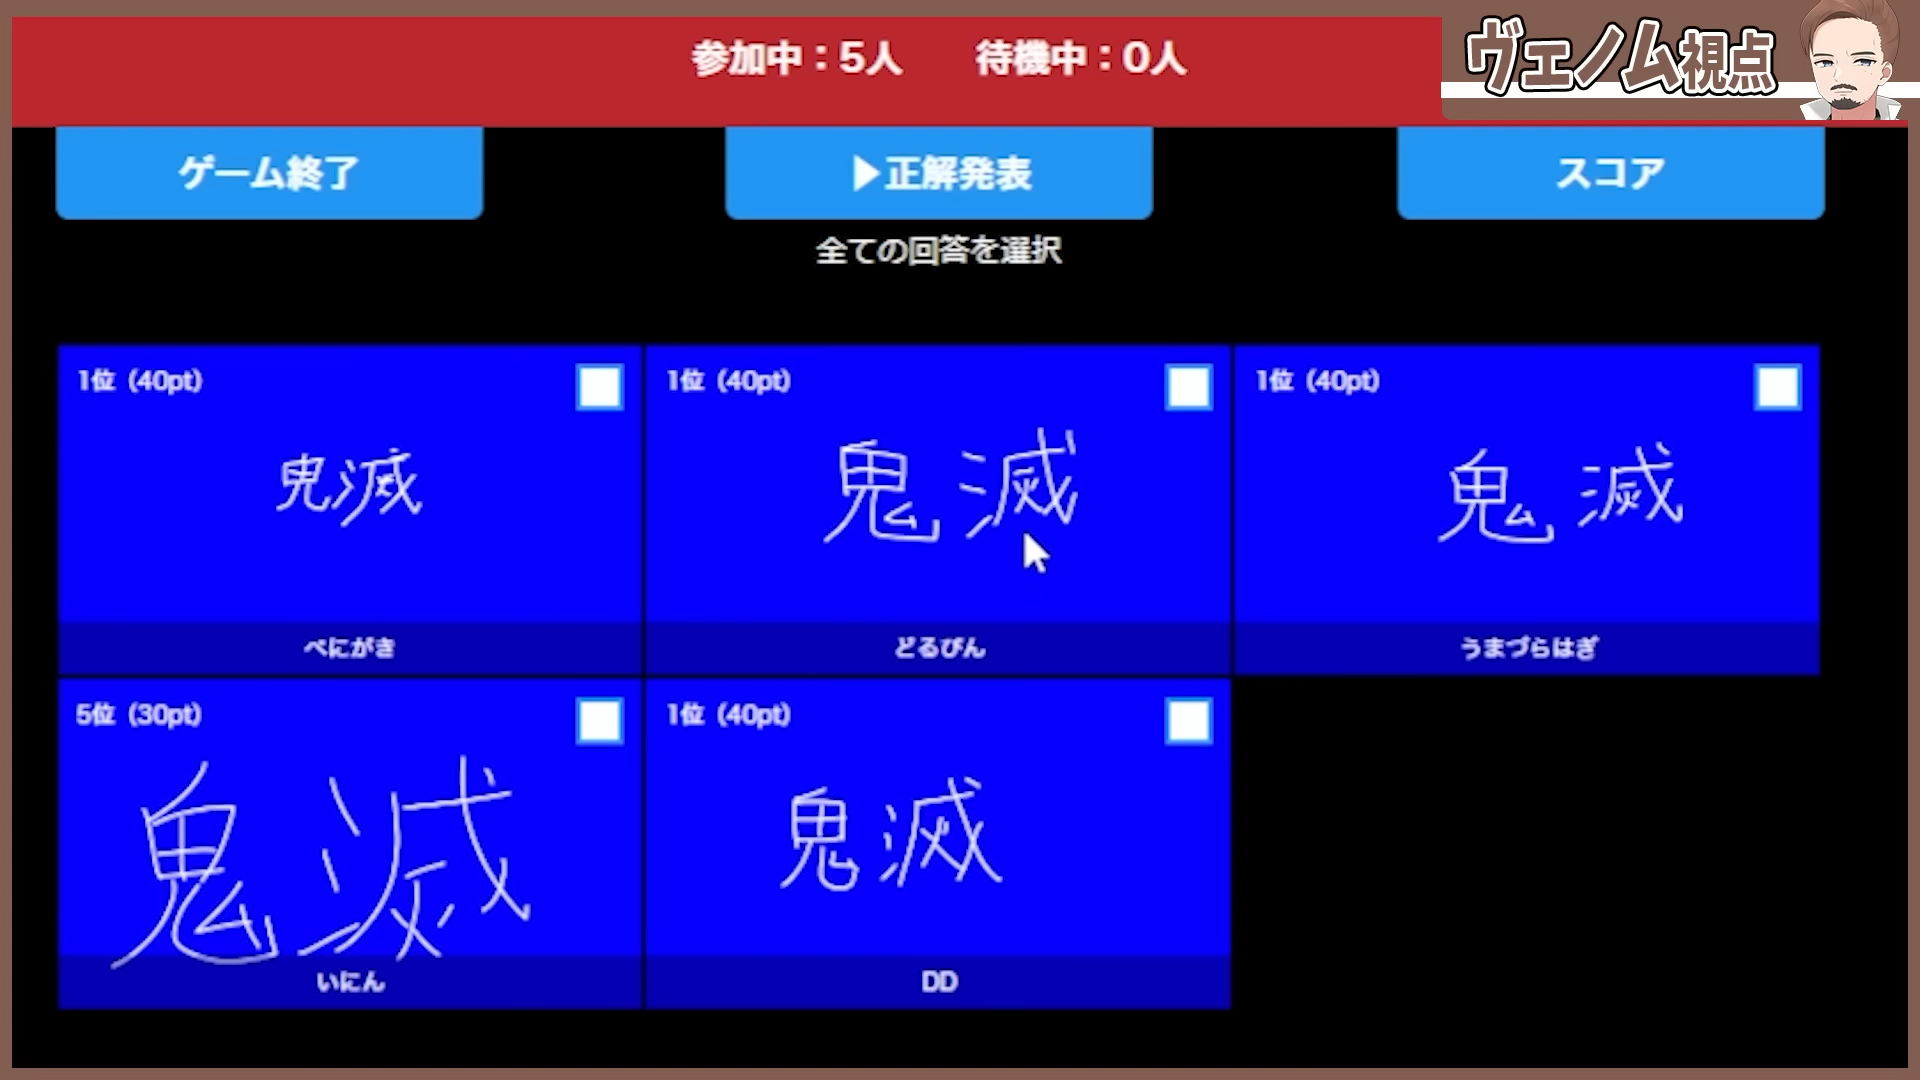 参加中：5人 待機中：0人
ヴェノム視点
ゲーム終了
▶正解発表
スコア
全ての回答を選択
1位（40pt）
鬼滅
べにがき
1位（40pt）
鬼滅
どるぴん
1位（40pt）
鬼滅
うまづらはぎ
5位（30pt）
鬼滅
いにん
1位（40pt）
鬼滅
DD